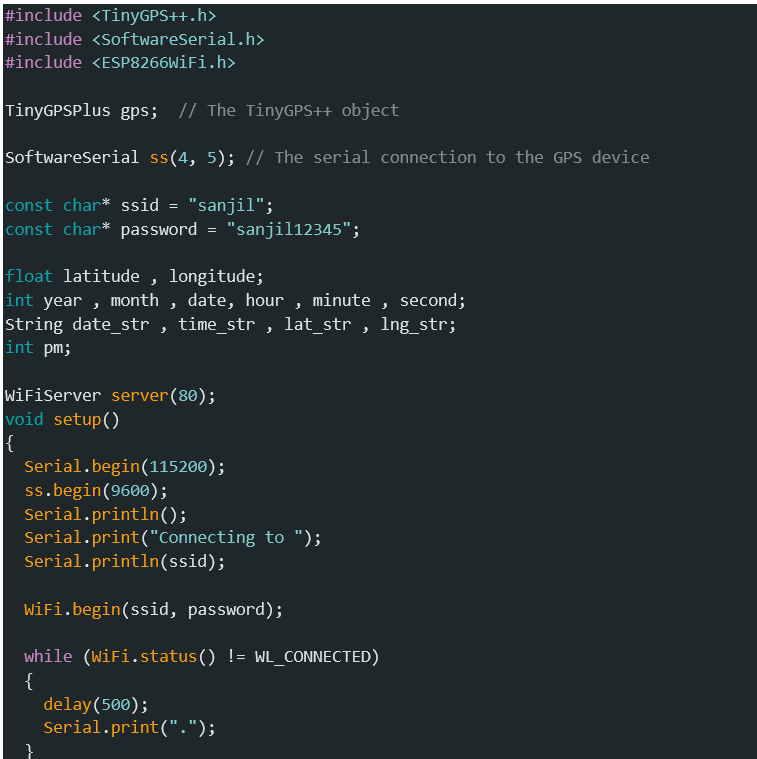 #include <TinyGPS++.h>
#include <SoftwareSerial.h>
#include <ESP8266WiFi.h>

TinyGPSPlus gps;  // The TinyGPS++ object

SoftwareSerial ss(4, 5); // The serial connection to the GPS device

const char* ssid = "sanjil";
const char* password = "sanjil12345";

float latitude , longitude;
int year , month , date, hour , minute , second;
String date_str , time_str , lat_str , lng_str;
int pm;

WiFiServer server(80);
void setup()
{
  Serial.begin(115200);
  ss.begin(9600);
  Serial.println();
  Serial.print("Connecting to ");
  Serial.println(ssid);

  WiFi.begin(ssid, password);

  while (WiFi.status() != WL_CONNECTED)
  {
    delay(500);
    Serial.print(".");
  }